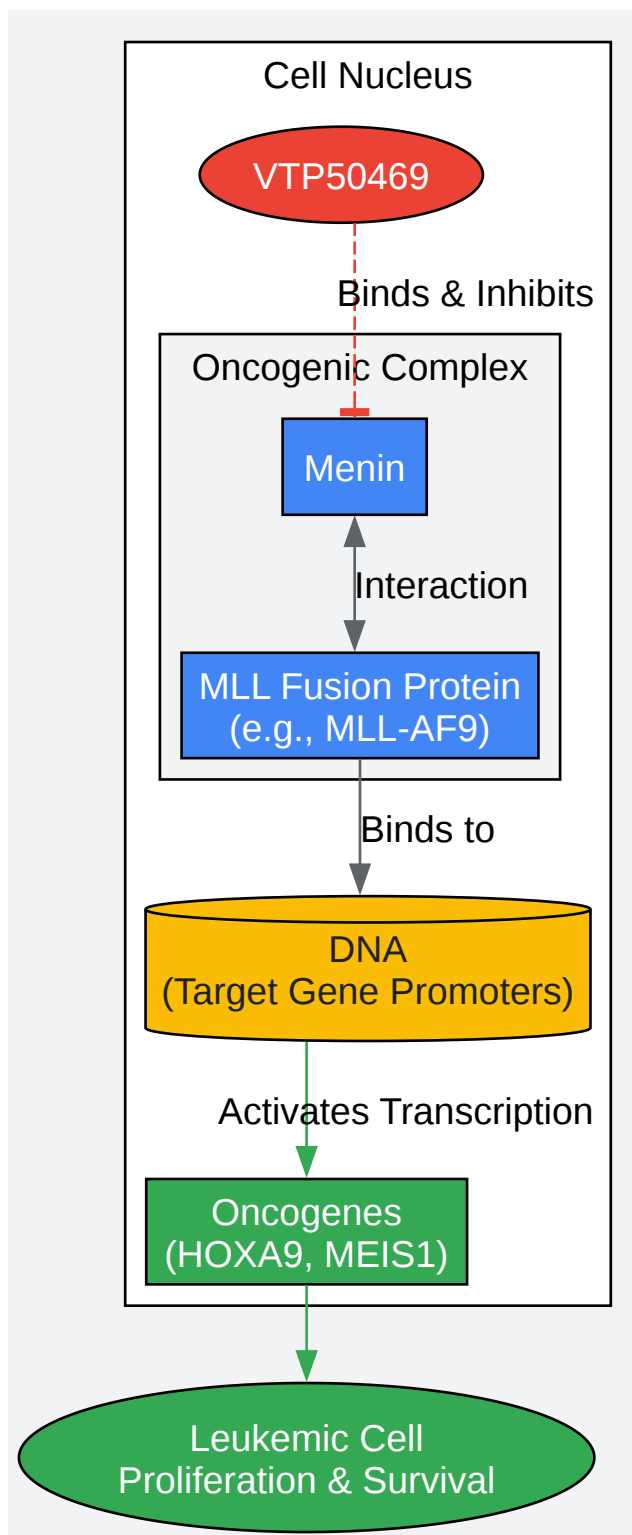 Cell Nucleus
VTP50469
Binds & Inhibits
Oncogenic Complex
Menin
Interaction
MLL Fusion Protein
(e.g., MLL-AF9)
Binds to
DNA
(Target Gene Promoters)
Activates Transcription
Oncogenes
(HOXA9, MEIS1)
Leukemic Cell
Proliferation & Survival